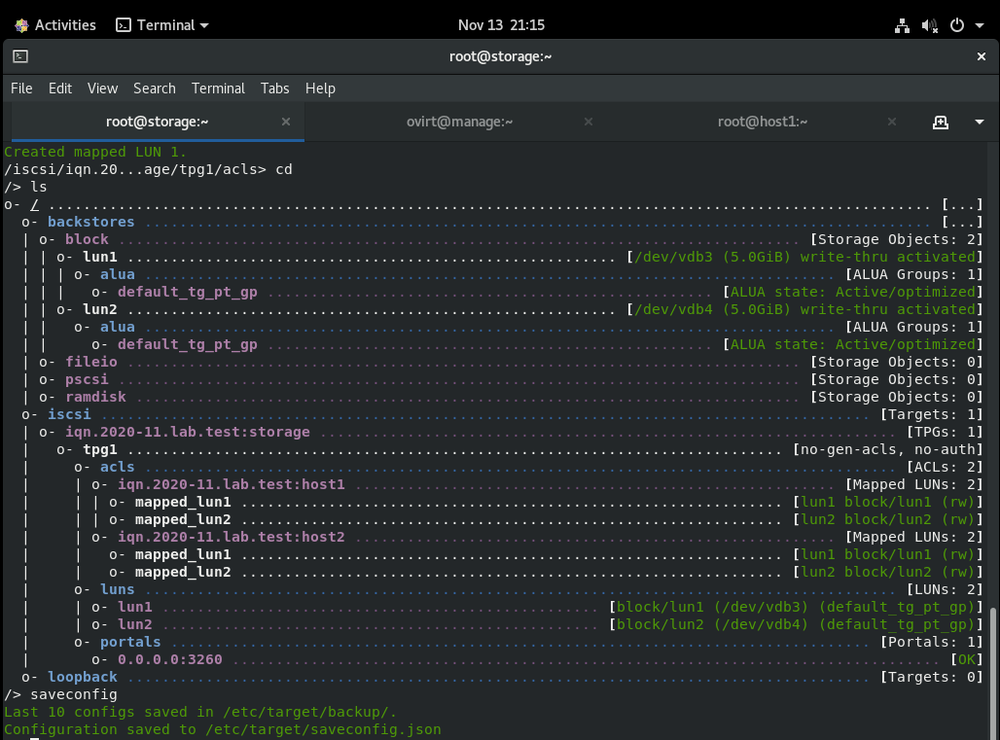 Activities Terminal Nov 13 21:15
root@storage:~
File Edit View Search Terminal Tabs Help
root@storage:~ ovirt@manage:~ root@host1:~
Created mapped LUN 1.
/iscsi/iqn.20...age/tpg1/acls> cd
/> ls
o- / ..................................................................................................... [...]
o- backstores .......................................................................................... [...]
| o- block .............................................................................. [Storage Objects: 2]
| | o- lun1 ........................................................ [/dev/vdb3 (5.0GiB) write-thru activated]
| | | o- alua ............................................................................... [ALUA Groups: 1]
| | |   o- default_tg_pt_gp ................................................... [ALUA state: Active/optimized]
| | o- lun2 ........................................................ [/dev/vdb4 (5.0GiB) write-thru activated]
| |   o- alua ............................................................................... [ALUA Groups: 1]
| |     o- default_tg_pt_gp ................................................... [ALUA state: Active/optimized]
| o- fileio ............................................................................. [Storage Objects: 0]
| o- pscsi .............................................................................. [Storage Objects: 0]
| o- ramdisk ............................................................................ [Storage Objects: 0]
o- iscsi ........................................................................................ [Targets: 1]
| o- iqn.2020-11.lab.test:storage .................................................................. [TPGs: 1]
|   o- tpg1 ........................................................................... [no-gen-acls, no-auth]
|     o- acls ...................................................................................... [ACLs: 2]
|     | o- iqn.2020-11.lab.test:host1 ....................................................... [Mapped LUNs: 2]
|     | | o- mapped_lun1 .............................................................. [lun1 block/lun1 (rw)]
|     | | o- mapped_lun2 .............................................................. [lun2 block/lun2 (rw)]
|     | o- iqn.2020-11.lab.test:host2 ....................................................... [Mapped LUNs: 2]
|     |   o- mapped_lun1 .............................................................. [lun1 block/lun1 (rw)]
|     |   o- mapped_lun2 .............................................................. [lun2 block/lun2 (rw)]
|     o- luns ...................................................................................... [LUNs: 2]
|     | o- lun1 .................................................. [block/lun1 (/dev/vdb3) (default_tg_pt_gp)]
|     | o- lun2 .................................................. [block/lun2 (/dev/vdb4) (default_tg_pt_gp)]
|     o- portals ................................................................................ [Portals: 1]
|       o- 0.0.0.0:3260 ................................................................................. [OK]
o- loopback ..................................................................................... [Targets: 0]
/> saveconfig
Last 10 configs saved in /etc/target/backup/.
Configuration saved to /etc/target/saveconfig.json